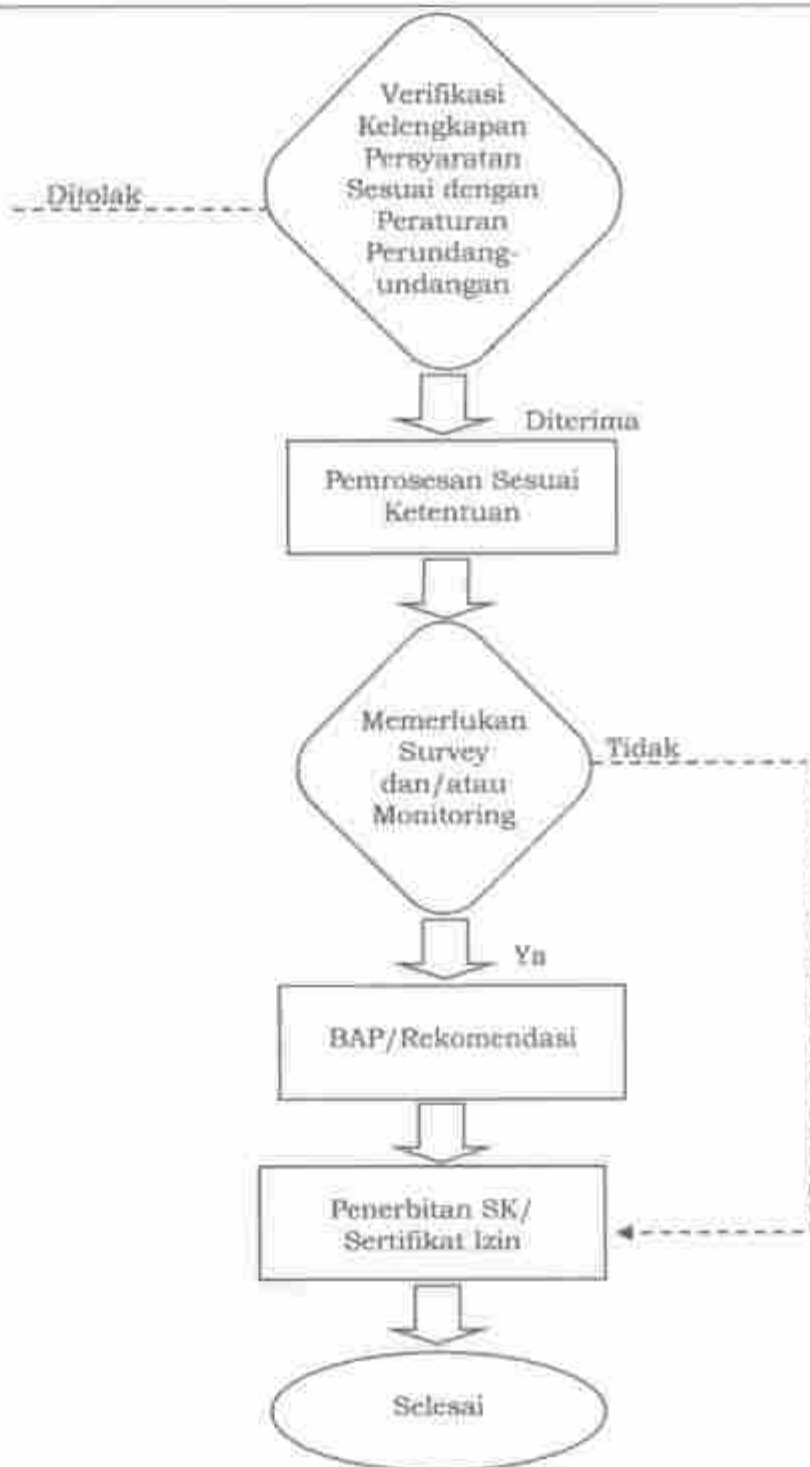 Verifikasi
Kelengkapan
Persyaratan
Sesuai dengan
Peraturan
Perundang-
undangan
Ditolak
Diterima
Pemrosesan Sesuai
Ketentuan
Memerlukan
Survey
dan/atau
Monitoring
Tidak
Ya
BAP/Rekomendasi
Penerbitan SK/
Sertifikat Izin
Selesai